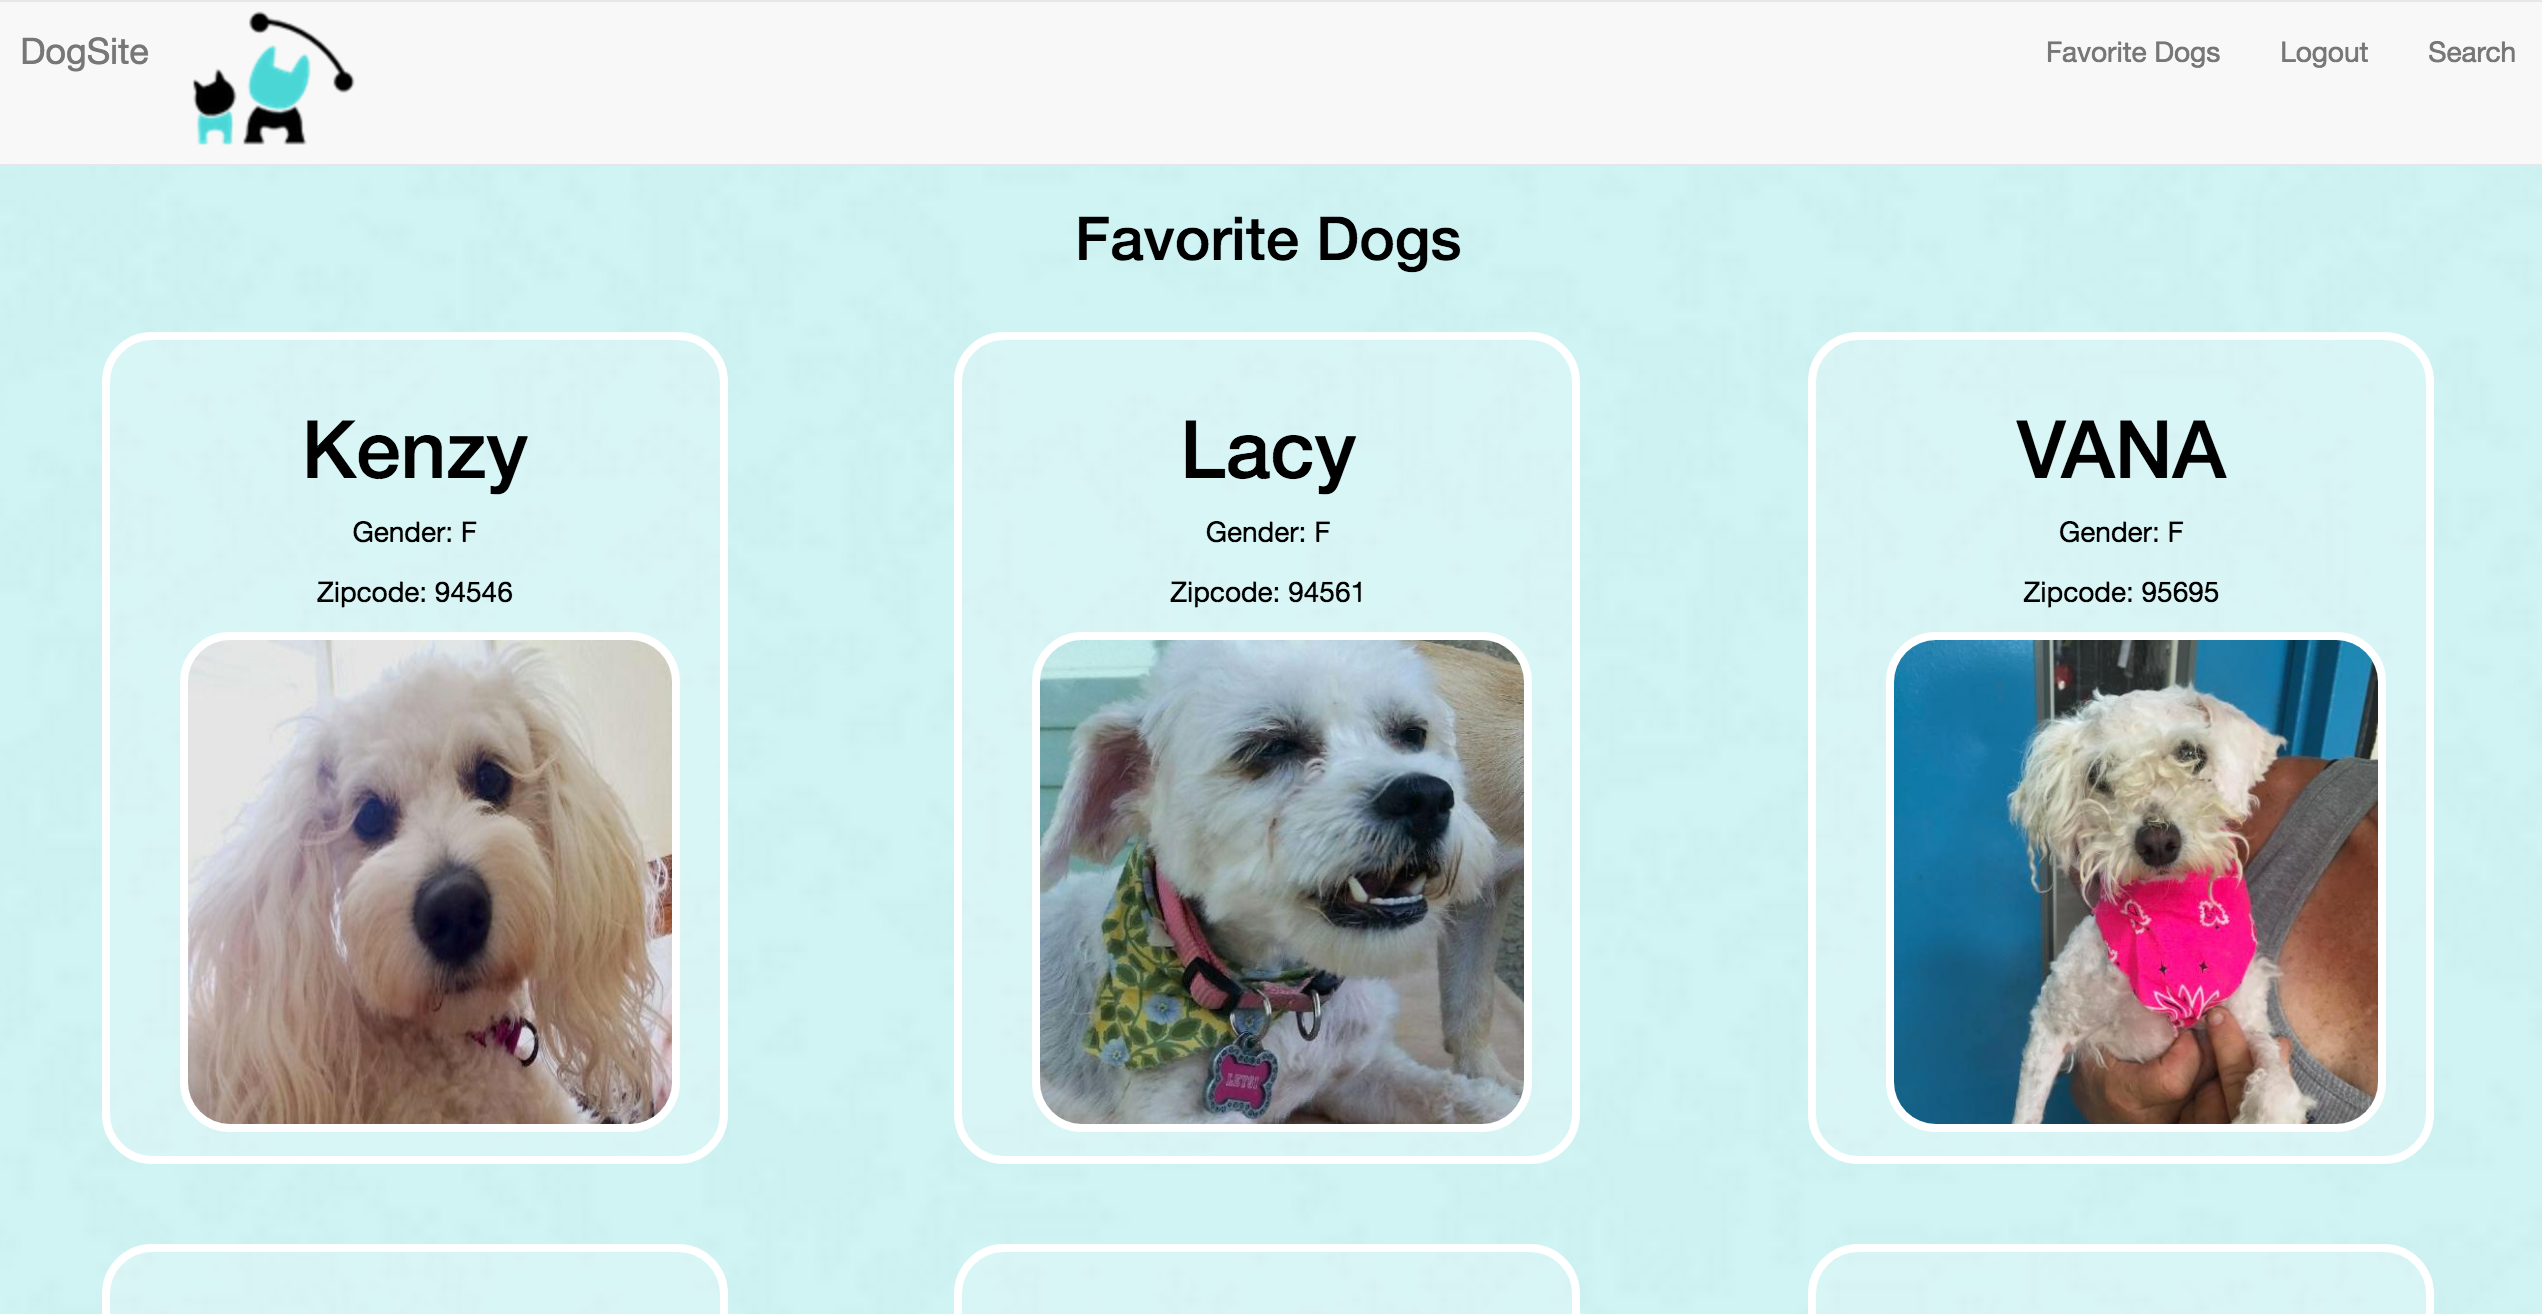 DogSite
Favorite Dogs
Logout
Search
Favorite Dogs
Kenzy
Gender: F
Zipcode: 94546
Lacy
Gender: F
Zipcode: 94561
VANA
Gender: F
Zipcode: 95695